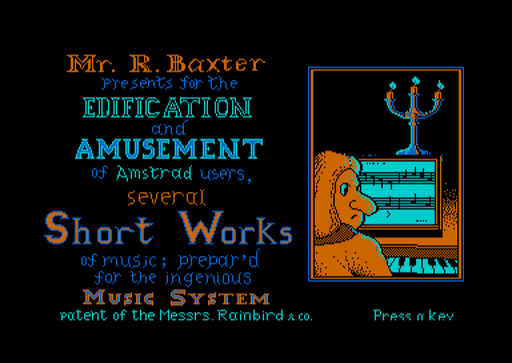 Mr. R. Baxter
presents for the
EDIFICATION
and
AMUSEMENT
of Amstrad users,
several
Short Works
of music; prepar'd
for the ingenious
MUSIC SYSTEM
patent of the Messrs. Rainbird & co.
Press a key